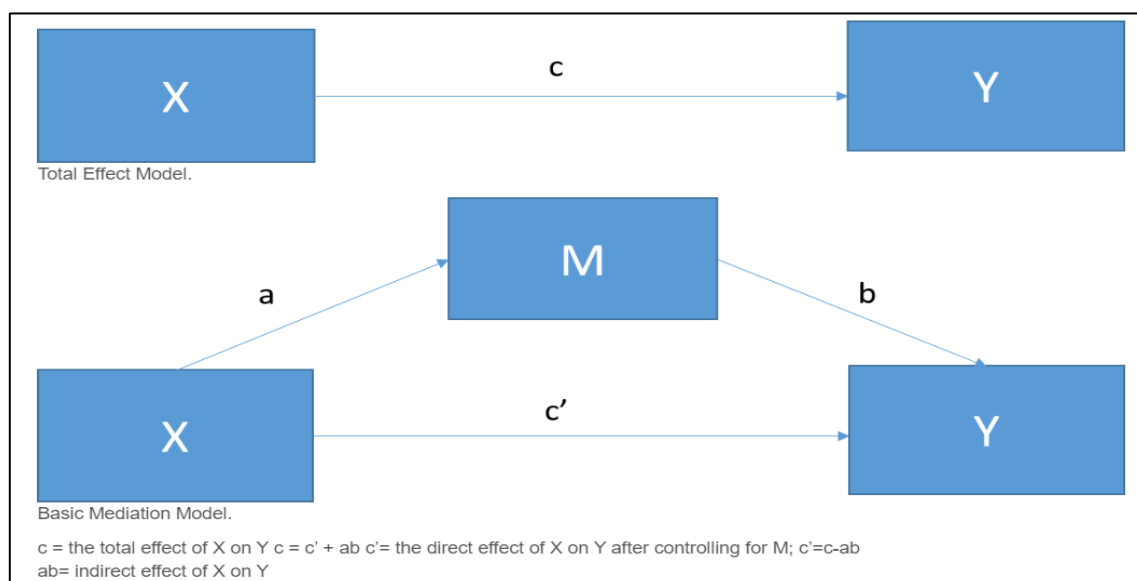 X
c
Y
Total Effect Model.
M
a
b
X
c’
Y
Basic Mediation Model.
c = the total effect of X on Y c = c’ + ab c’= the direct effect of X on Y after controlling for M; c’=c-ab
ab= indirect effect of X on Y